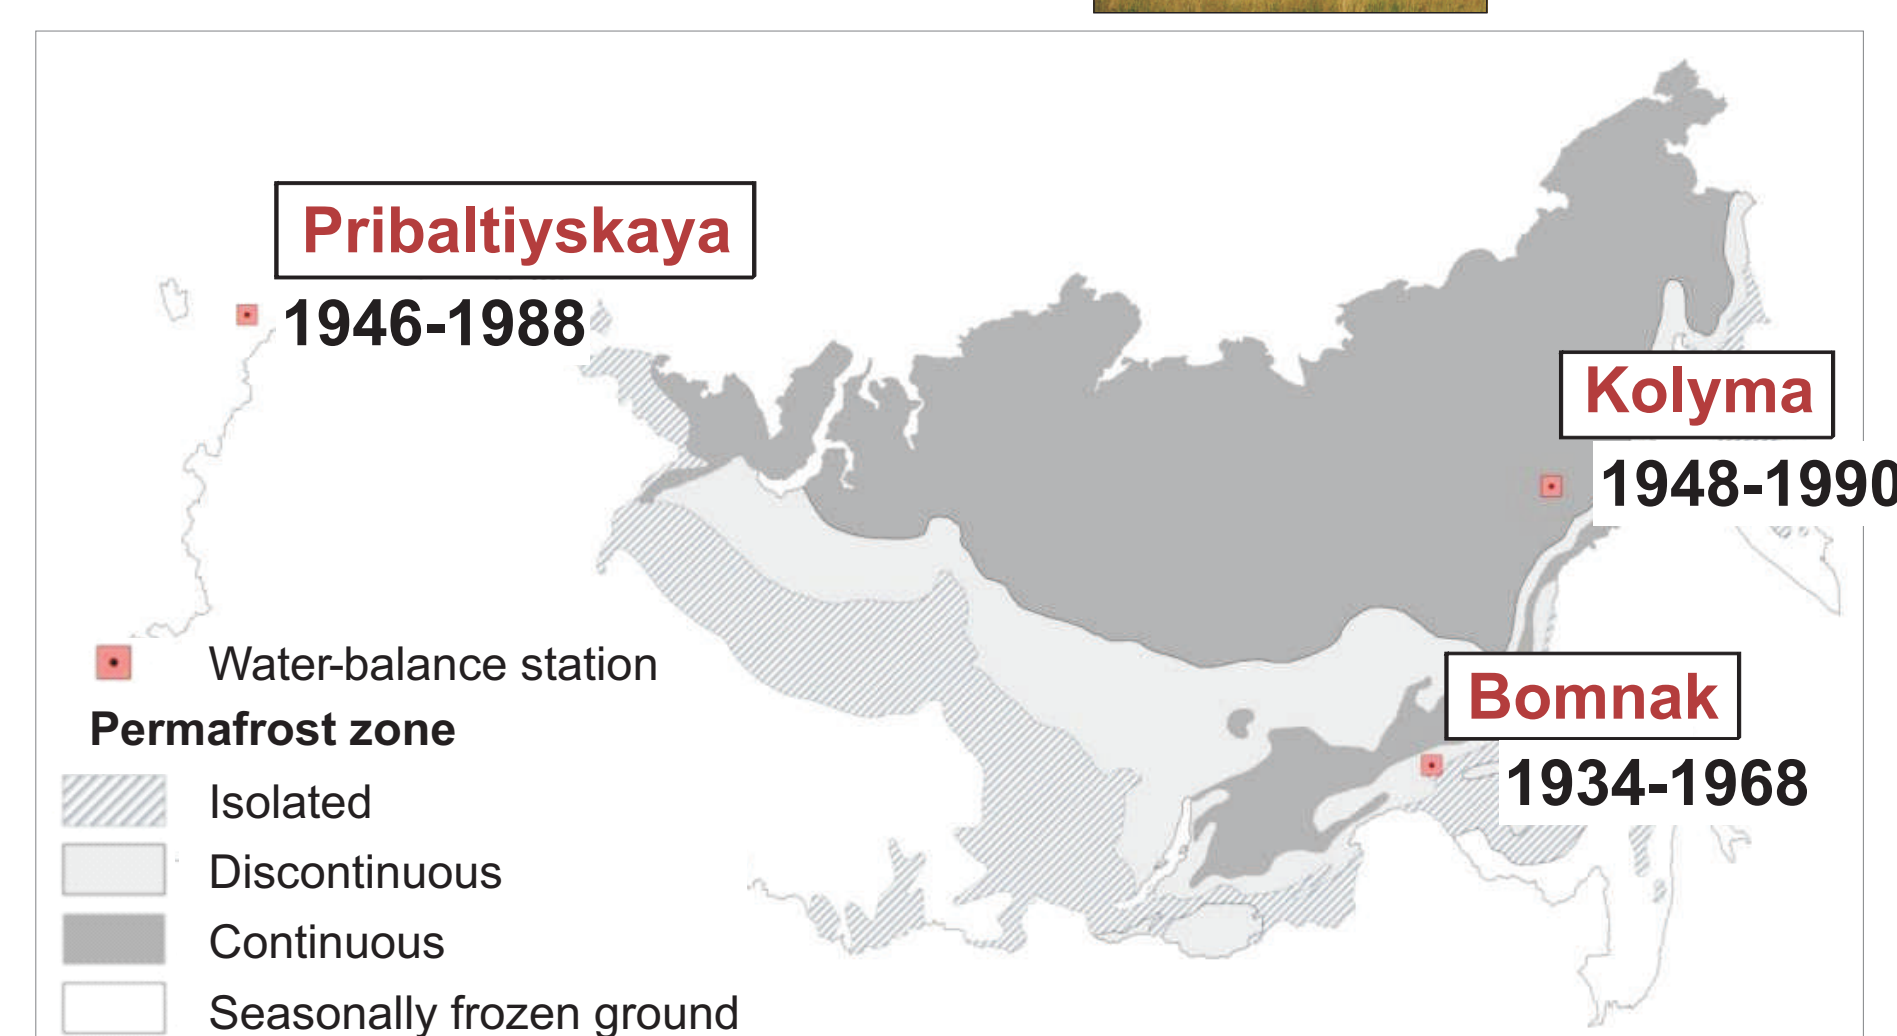 Pribaltiyskaya
1946-1988
Kolyma
1948-1990
Bomnak
1934-1968
Water-balance station
Permafrost zone
Isolated
Discontinuous
Continuous
Seasonally frozen ground